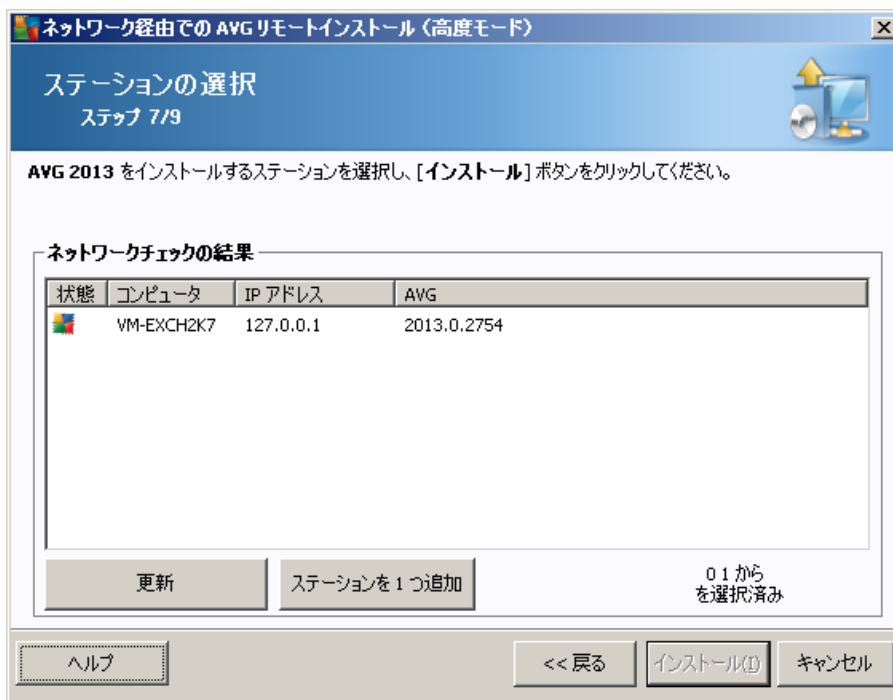 ネットワーク経由での AVG リモートインストール (高度モード)
ステーションの選択
ステップ 7/9
AVG 2013 をインストールするステーションを選択し、[インストール] ボタンをクリックしてください。
ネットワークチェックの結果
状態 コンピュータ IP アドレス AVG
VM-EXCH2K7 127.0.0.1 2013.0.2754
更新 ステーションを 1 つ追加
0 1 から
を選択済み
ヘルプ << 戻る インストール(I) キャンセル